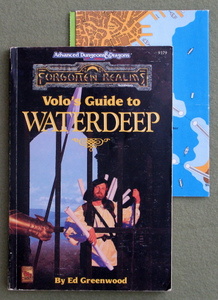 Advanced Dungeons & Dragons
FORGOTTEN REALMS
Volo's Guide to
WATERDEEP
By Ed Greenwood